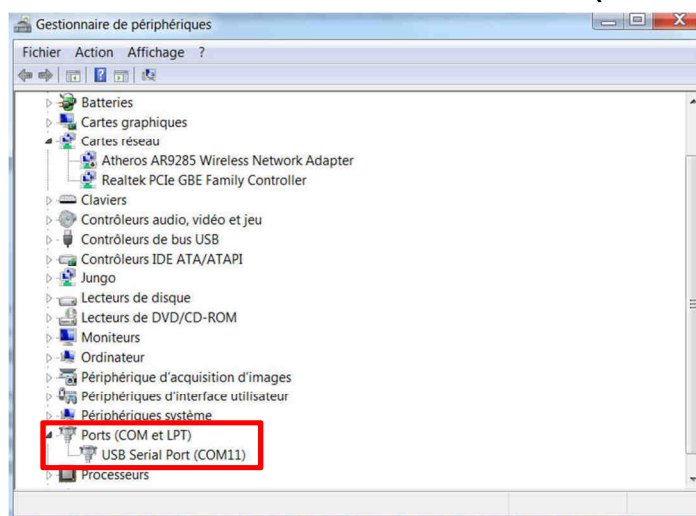 Gestionnaire de périphériques
Fichier Action Affichage ?
Batteries
Cartes graphiques
Cartes réseau
Atheros AR9285 Wireless Network Adapter
Realtek PCIe GBE Family Controller
Claviers
Contrôleurs audio, vidéo et jeu
Contrôleurs de bus USB
Contrôleurs IDE ATA/ATAPI
Jungo
Lecteurs de disque
Lecteurs de DVD/CD-ROM
Moniteurs
Ordinateur
Périphérique d'acquisition d'images
Périphériques d'interface utilisateur
Périphériques système
Ports (COM et LPT)
USB Serial Port (COM11)
Processeurs